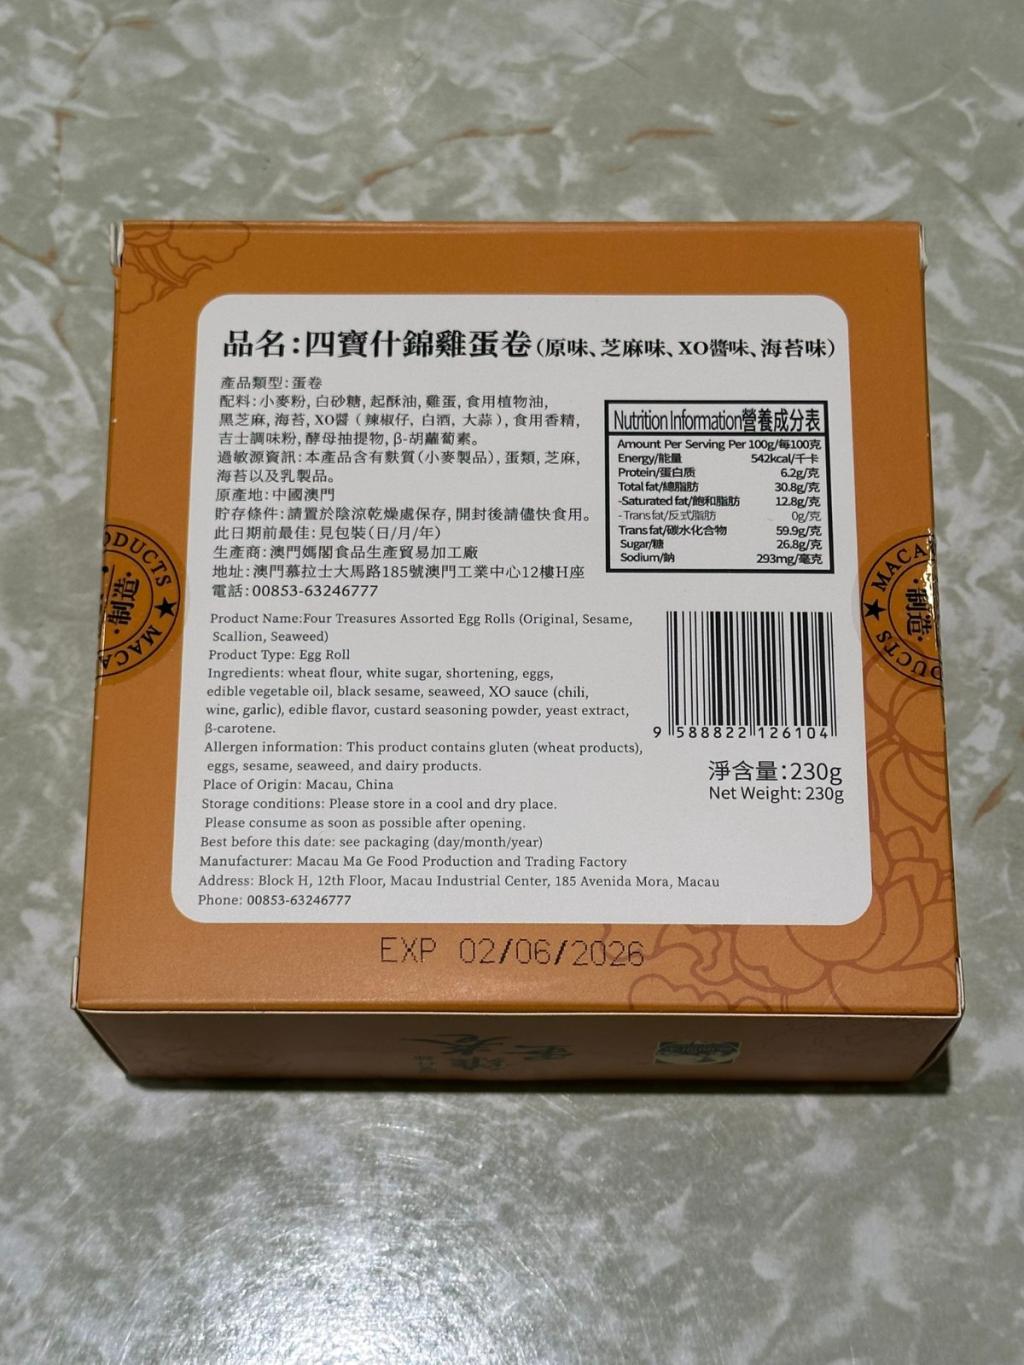 品名:四寶什錦雞蛋卷(原味、芝麻味、XO醬味、海苔味)
產品類型:蛋卷
配料:小麥粉, 白砂糖, 起酥油, 雞蛋, 食用植物油,
黑芝麻, 海苔, XO醬 ( 辣椒仔, 白酒, 大蒜 ), 食用香精,
吉士調味粉, 酵母抽提物, β-胡蘿蔔素。
過敏源資訊: 本產品含有麩質(小麥製品), 蛋類, 芝麻,
海苔以及乳製品。
原產地:中國澳門
貯存條件:請置於陰涼乾燥處保存, 開封後請儘快食用。
此日期前最佳: 見包裝(日/月/年)
生產商:澳門媽閣食品生產貿易加工廠
地址:澳門慕拉士大馬路185號澳門工業中心12樓H座
電話:00853-63246777
Nutrition Information營養成分表
Amount Per Serving Per 100g/每100克
Energy/能量 542kcal/千卡
Protein/蛋白质 6.2g/克
Total fat/總脂肪 30.8g/克
-Saturated fat/飽和脂肪 12.8g/克
-Trans fat/反式脂肪 0g/克
Trans fat/碳水化合物 59.9g/克
Sugar/糖 26.8g/克
Sodium/鈉 293mg/毫克
Product Name:Four Treasures Assorted Egg Rolls (Original, Sesame,
Scallion, Seaweed)
Product Type: Egg Roll
Ingredients: wheat flour, white sugar, shortening, eggs,
edible vegetable oil, black sesame, seaweed, XO sauce (chili,
wine, garlic), edible flavor, custard seasoning powder, yeast extract,
β-carotene.
Allergen information: This product contains gluten (wheat products),
eggs, sesame, seaweed, and dairy products.
Place of Origin: Macau, China
Storage conditions: Please store in a cool and dry place.
Please consume as soon as possible after opening.
Best before this date: see packaging (day/month/year)
Manufacturer: Macau Ma Ge Food Production and Trading Factory
Address: Block H, 12th Floor, Macau Industrial Center, 185 Avenida Mora, Macau
Phone: 00853-63246777
9 588822 126104
淨含量:230g
Net Weight: 230g
EXP 02/06/2026
ODUCTS ★ MACA
·制造·
MACA
★
DUCTS
制造·
蛋卷